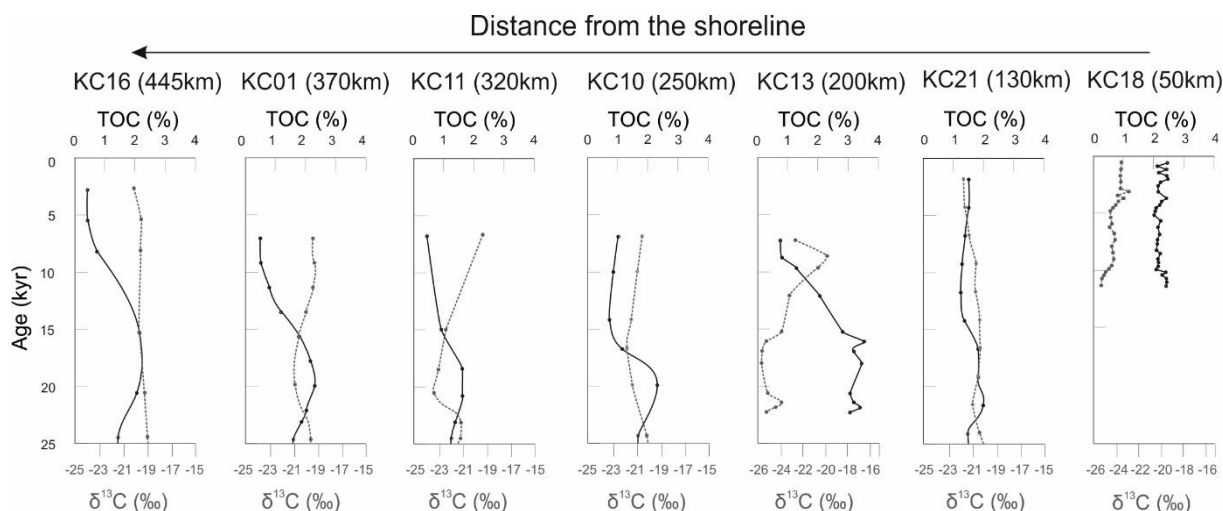 Distance from the shoreline
KC16 (445km) KC01 (370km) KC11 (320km) KC10 (250km) KC13 (200km) KC21 (130km) KC18 (50km)
TOC (%) TOC (%) TOC (%) TOC (%) TOC (%) TOC (%) TOC (%)
0 1 2 3 4 0 1 2 3 4 0 1 2 3 4 0 1 2 3 4 0 1 2 3 4 0 1 2 3 4 0 1 2 3 4
0
5
10
15
20
25
Age (kyr)
-25 -23 -21 -19 -17 -15 -25 -23 -21 -19 -17 -15 -25 -23 -21 -19 -17 -15 -25 -23 -21 -19 -17 -15 -26 -24 -22 -20 -18 -16 -25 -23 -21 -19 -17 -15 -26 -24 -22 -20 -18 -16
δ¹³C (‰) δ¹³C (‰) δ¹³C (‰) δ¹³C (‰) δ¹³C (‰) δ¹³C (‰) δ¹³C (‰)